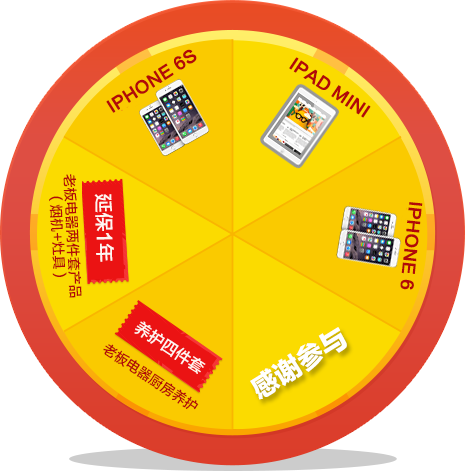 IPHONE 6S
IPAD MINI
IPHONE 6
感谢参与
养护四件套
老板电器厨房养护
延保1年
老板电器两件套产品
（烟机+灶具）